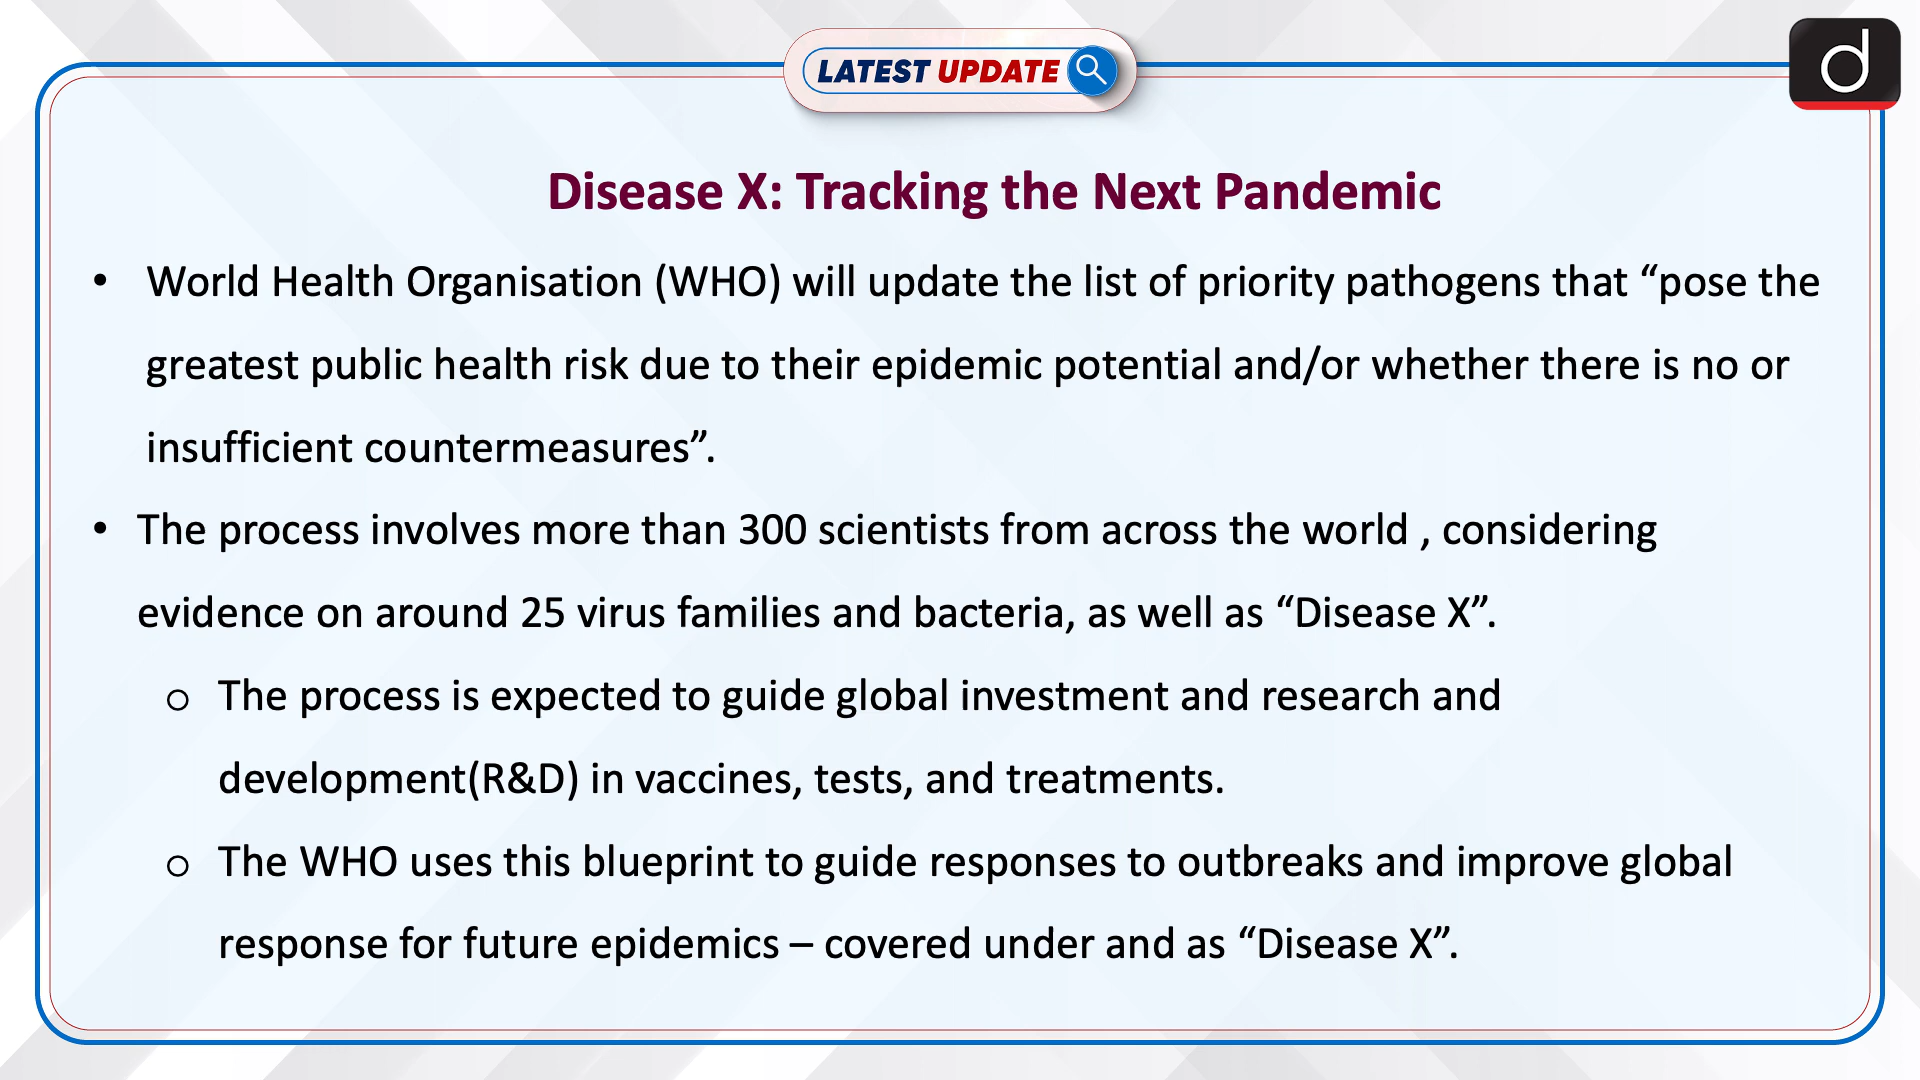 LATEST UPDATE
d
Disease X: Tracking the Next Pandemic
• World Health Organisation (WHO) will update the list of priority pathogens that “pose the
greatest public health risk due to their epidemic potential and/or whether there is no or
insufficient countermeasures”.
• The process involves more than 300 scientists from across the world , considering
evidence on around 25 virus families and bacteria, as well as “Disease X”.
o The process is expected to guide global investment and research and
development(R&D) in vaccines, tests, and treatments.
o The WHO uses this blueprint to guide responses to outbreaks and improve global
response for future epidemics – covered under and as “Disease X”.